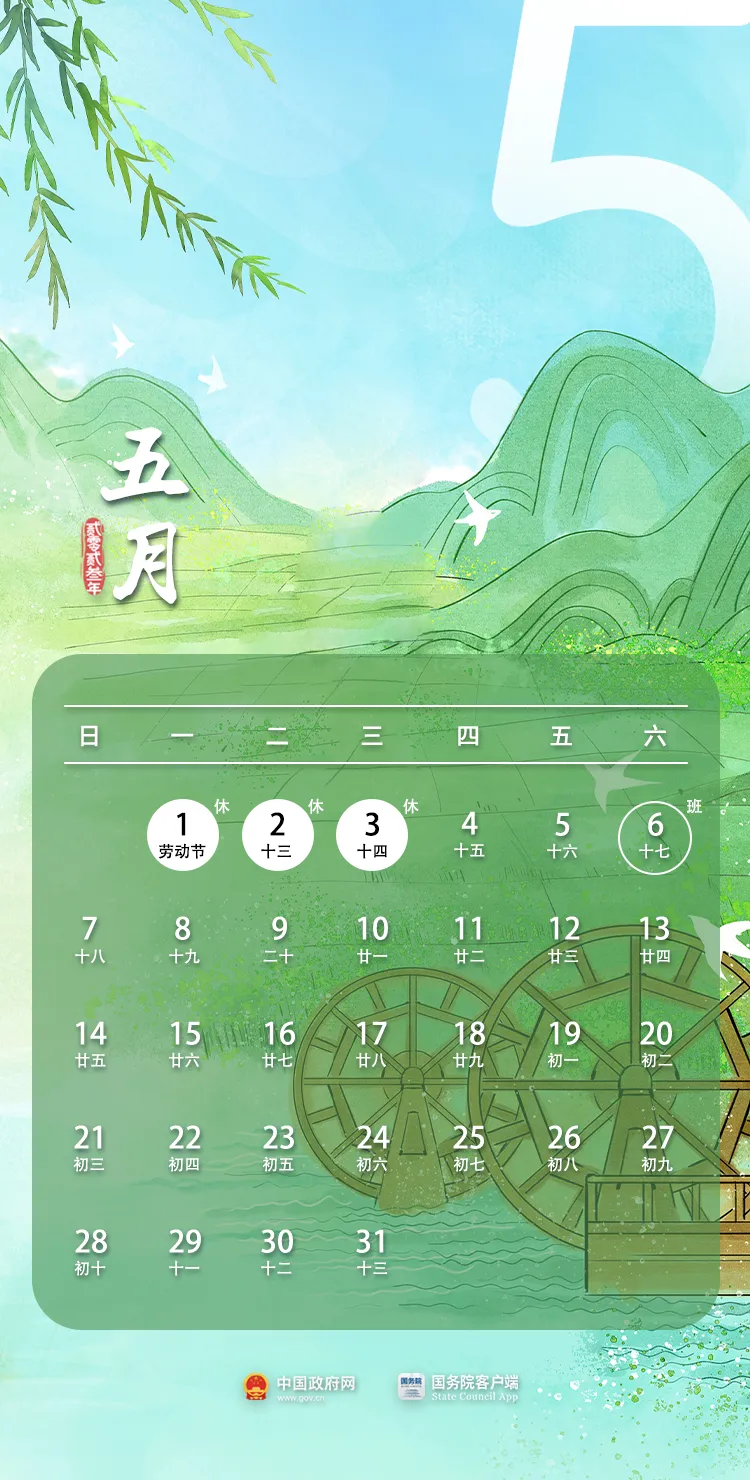 5
五月
贰零贰叁年
日 一 二 三 四 五 六
休 休 休 班
1 2 3 4 5 6
劳动节 十三 十四 十五 十六 十七
7 8 9 10 11 12 13
十八 十九 二十 廿一 廿二 廿三 廿四
14 15 16 17 18 19 20
廿五 廿六 廿七 廿八 廿九 初一 初二
21 22 23 24 25 26 27
初三 初四 初五 初六 初七 初八 初九
28 29 30 31
初十 十一 十二 十三
中国政府网 国务院 国务院客户端
www.gov.cn State Council App